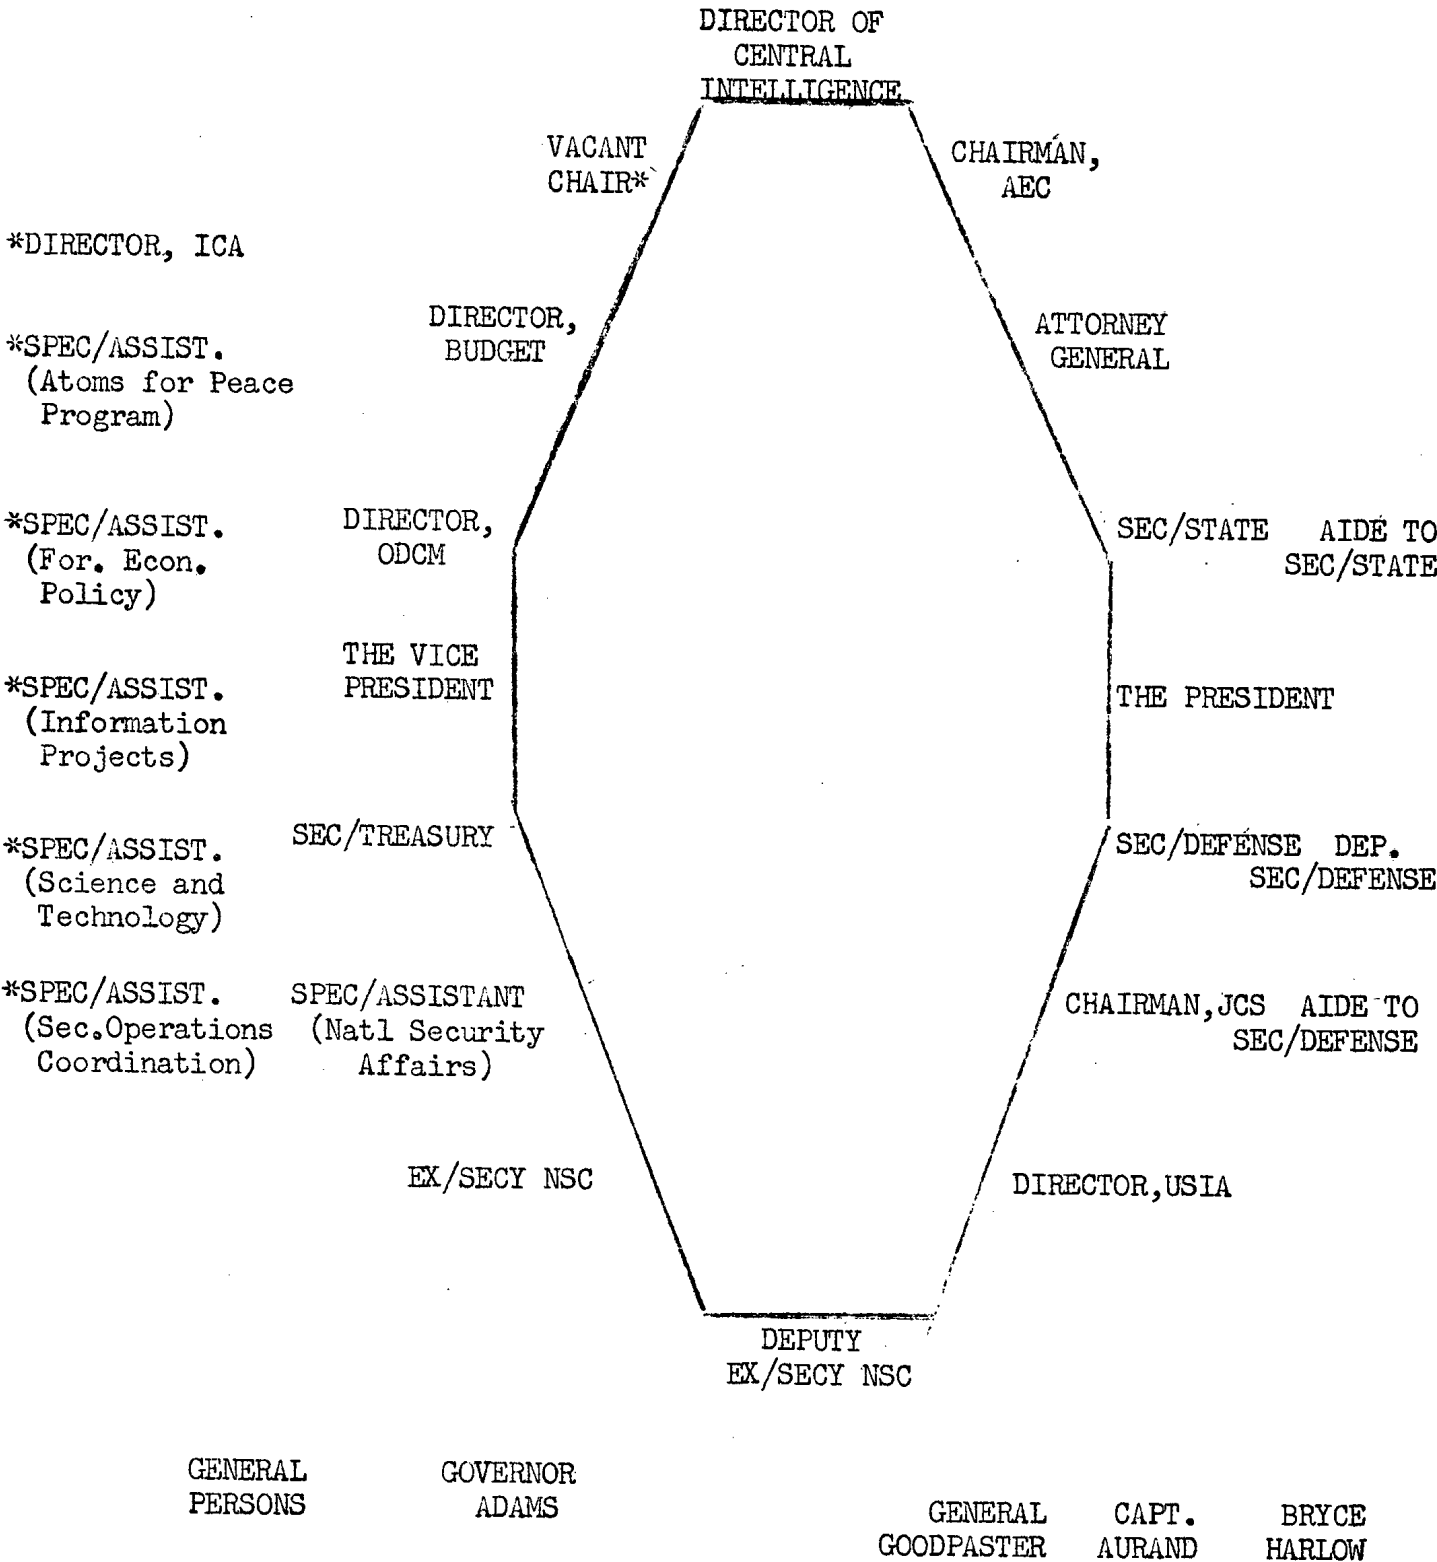 DIRECTOR OF
CENTRAL
INTELLIGENCE
VACANT
CHAIR*
CHAIRMAN,
AEC
*DIRECTOR, ICA
DIRECTOR,
BUDGET
ATTORNEY
GENERAL
*SPEC/ASSIST.
(Atoms for Peace
Program)
*SPEC/ASSIST.
(For. Econ.
Policy)
DIRECTOR,
ODCM
SEC/STATE
AIDE TO
SEC/STATE
*SPEC/ASSIST.
(Information
Projects)
THE VICE
PRESIDENT
THE PRESIDENT
*SPEC/ASSIST.
(Science and
Technology)
SEC/TREASURY
SEC/DEFENSE
DEP.
SEC/DEFENSE
*SPEC/ASSIST.
(Sec.Operations
Coordination)
SPEC/ASSISTANT
(Natl Security
Affairs)
CHAIRMAN,JCS
AIDE TO
SEC/DEFENSE
EX/SECY NSC
DIRECTOR,USIA
DEPUTY
EX/SECY NSC
GENERAL
PERSONS
GOVERNOR
ADAMS
GENERAL
GOODPASTER
CAPT.
AURAND
BRYCE
HARLOW